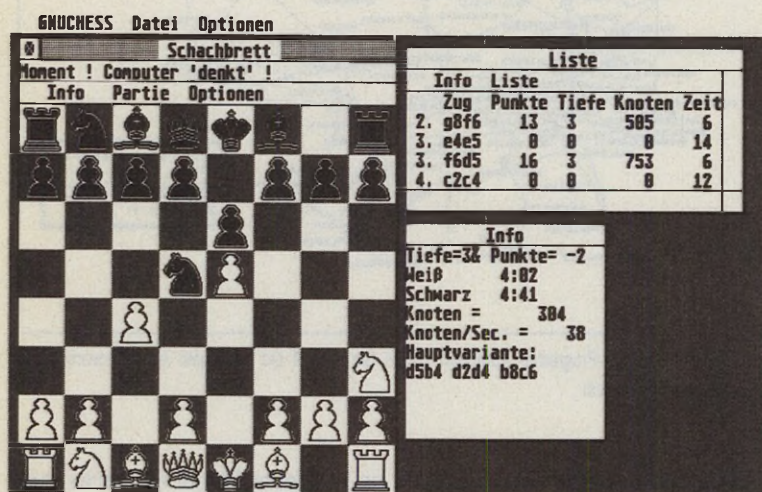 GNUCHESS Datei Optionen
Schachbrett
Moment ! Computer 'denkt' !
Info Partie Optionen
Liste
Info Liste
Zug Punkte Tiefe Knoten Zeit
2. g8f6 13 3 505 6
3. e4e5 0 0 0 14
3. f6d5 16 3 753 6
4. c2c4 0 0 0 12
Info
Tiefe=3& Punkte= -2
Weiß 4:02
Schwarz 4:41
Knoten = 304
Knoten/Sec. = 38
Hauptvariante:
d5b4 d2d4 b8c6